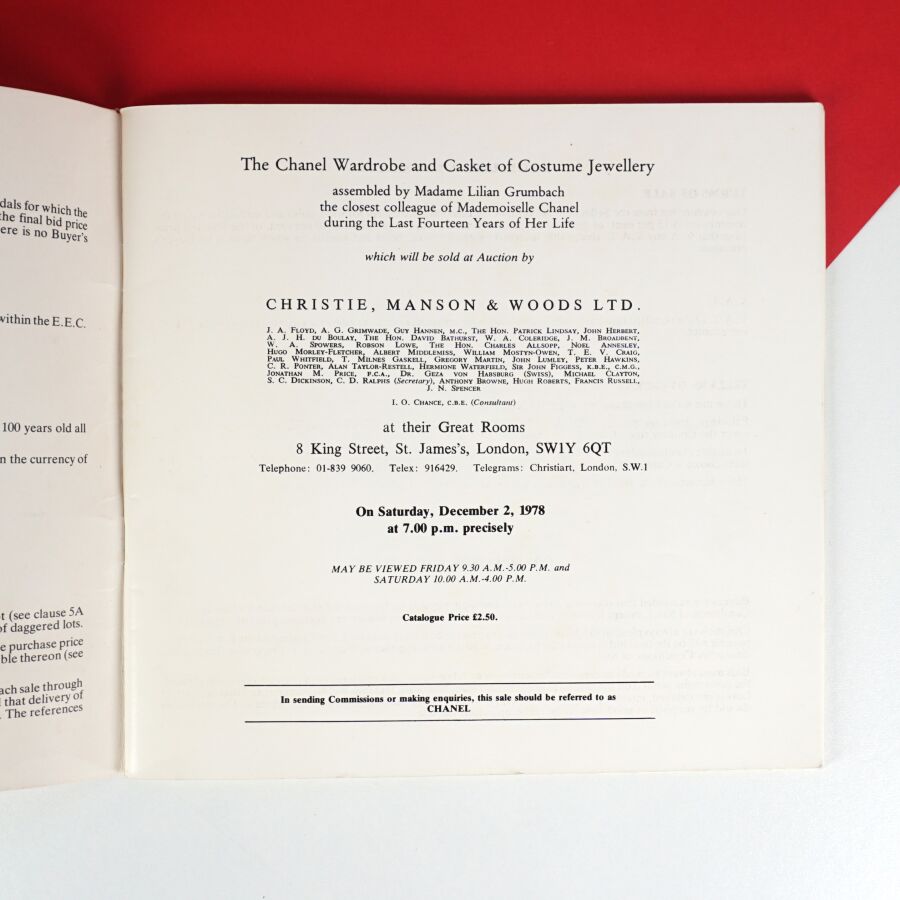 dals for which the
the final bid price
ere is no Buyer's
within the E.E.C.
100 years old all
n the currency of
t (see clause 5A
of daggered lots.
e purchase price
ble thereon (see
ach sale through
that delivery of
. The references
The Chanel Wardrobe and Casket of Costume Jewellery
assembled by Madame Lilian Grumbach
the closest colleague of Mademoiselle Chanel
during the Last Fourteen Years of Her Life
which will be sold at Auction by
CHRISTIE, MANSON & WOODS LTD.
J. A. FLOYD, A. G. GRIMWADE, GUY HANNEN, M.C., THE HON. PATRICK LINDSAY, JOHN HERBERT,
A. J. H. DU BOULAY, THE HON. DAVID BATHURST, W. A. COLERIDGE, J. M. BROADBENT,
W. A. SPOWERS, ROBSON LOWE, THE HON. CHARLES ALLSOPP, NOEL ANNESLEY,
HUGO MORLEY-FLETCHER, ALBERT MIDDLEMISS, WILLIAM MOSTYN-OWEN, T. E. V. CRAIG,
PAUL WHITFIELD, T. MILNES GASKELL, GREGORY MARTIN, JOHN LUMLEY, PETER HAWKINS,
C. R. PONTER, ALAN TAYLOR-RESTELL, HERMIONE WATERFIELD, SIR JOHN FIGGESS, K.B.E., C.M.G.,
JONATHAN M. PRICE, F.C.A., DR. GEZA VON HABSBURG (SWISS), MICHAEL CLAYTON,
S. C. DICKINSON, C. D. RALPHS (Secretary), ANTHONY BROWNE, HUGH ROBERTS, FRANCIS RUSSELL,
J. N. SPENCER
I. O. CHANCE, C.B.E. (Consultant)
at their Great Rooms
8 King Street, St. James's, London, SW1Y 6QT
Telephone: 01-839 9060. Telex: 916429. Telegrams: Christiart, London, S.W.1
On Saturday, December 2, 1978
at 7.00 p.m. precisely
MAY BE VIEWED FRIDAY 9.30 A.M.-5.00 P.M. and
SATURDAY 10.00 A.M.-4.00 P.M.
Catalogue Price £2.50.
In sending Commissions or making enquiries, this sale should be referred to as
CHANEL